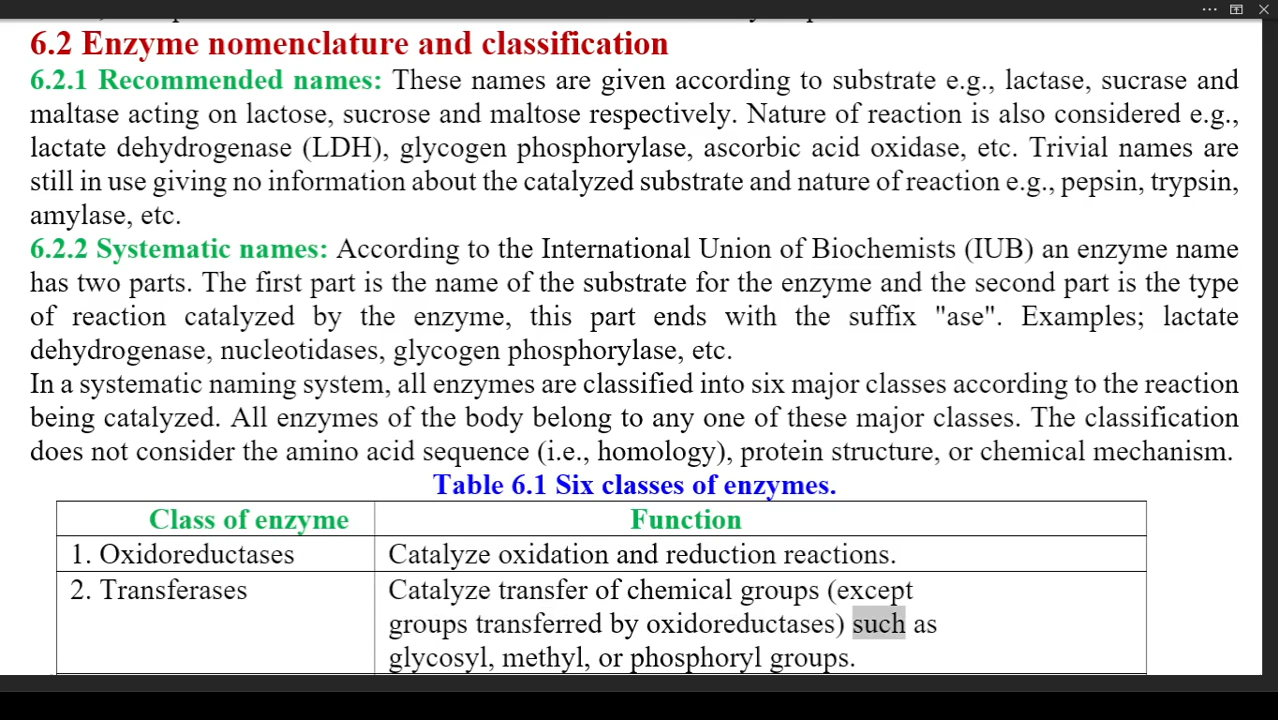 6.2 Enzyme nomenclature and classification
6.2.1 Recommended names: These names are given according to substrate e.g., lactase, sucrase and
maltase acting on lactose, sucrose and maltose respectively. Nature of reaction is also considered e.g.,
lactate dehydrogenase (LDH), glycogen phosphorylase, ascorbic acid oxidase, etc. Trivial names are
still in use giving no information about the catalyzed substrate and nature of reaction e.g., pepsin, trypsin,
amylase, etc.
6.2.2 Systematic names: According to the International Union of Biochemists (IUB) an enzyme name
has two parts. The first part is the name of the substrate for the enzyme and the second part is the type
of reaction catalyzed by the enzyme, this part ends with the suffix "ase". Examples; lactate
dehydrogenase, nucleotidases, glycogen phosphorylase, etc.
In a systematic naming system, all enzymes are classified into six major classes according to the reaction
being catalyzed. All enzymes of the body belong to any one of these major classes. The classification
does not consider the amino acid sequence (i.e., homology), protein structure, or chemical mechanism.
Table 6.1 Six classes of enzymes.
Class of enzyme Function
1. Oxidoreductases Catalyze oxidation and reduction reactions.
2. Transferases Catalyze transfer of chemical groups (except
groups transferred by oxidoreductases) such as
glycosyl, methyl, or phosphoryl groups.